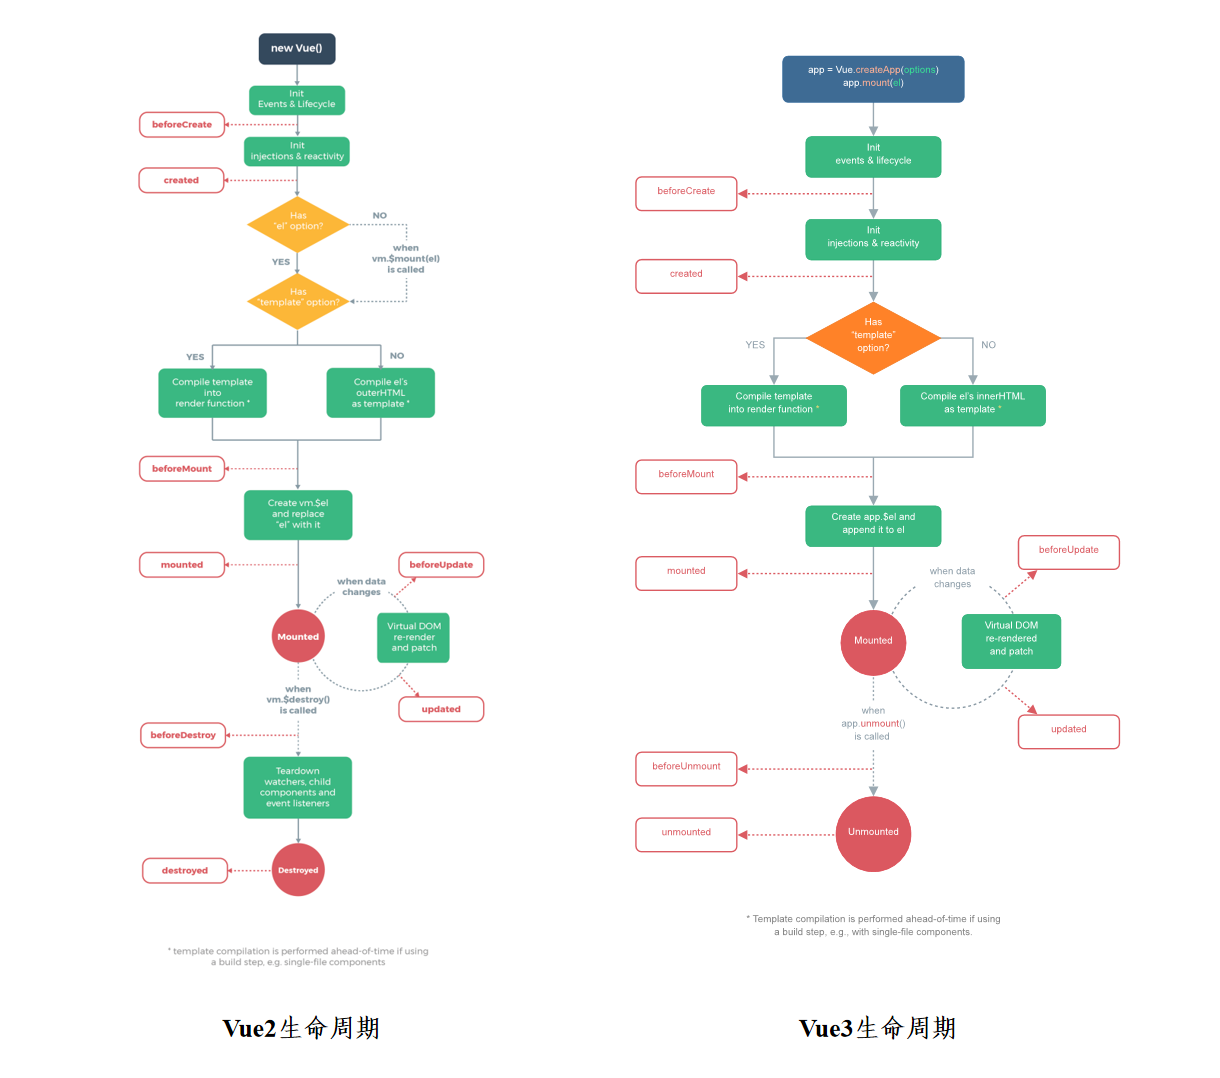 new Vue()
Init
Events & Lifecycle
beforeCreate
Init
injections & reactivity
created
Has
"el" option?
NO
when
vm.$mount(el)
is called
YES
Has
"template" option?
YES
NO
Compile template
into
render function *
Compile el's
outerHTML
as template *
beforeMount
Create vm.$el
and replace
"el" with it
mounted
when data
changes
beforeUpdate
Mounted
Virtual DOM
re-render
and patch
when
vm.$destroy()
is called
updated
beforeDestroy
Teardown
watchers, child
components and
event listeners
destroyed
Destroyed
* template compilation is performed ahead-of-time if using
a build step, e.g. single-file components
Vue2生命周期
app = Vue.createApp(options)
app.mount(el)
Init
events & lifecycle
beforeCreate
Init
injections & reactivity
created
Has
"template"
option?
YES
NO
Compile template
into render function *
Compile el's innerHTML
as template *
beforeMount
Create app.$el and
append it to el
mounted
when data
changes
beforeUpdate
Mounted
Virtual DOM
re-rendered
and patch
when
app.unmount()
is called
updated
beforeUnmount
unmounted
Unmounted
* Template compilation is performed ahead-of-time if using
a build step, e.g., with single-file components.
Vue3生命周期